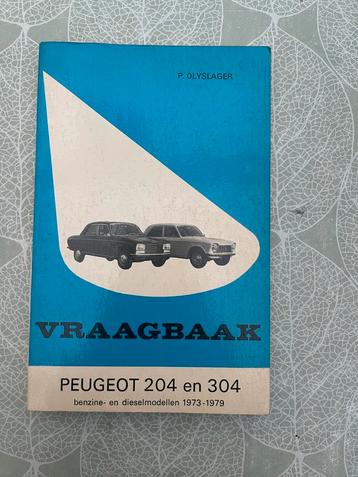 P. OLYSLAGER
VRAAGBAAK
PEUGEOT 204 en 304
benzine- en dieselmodellen 1973-1979